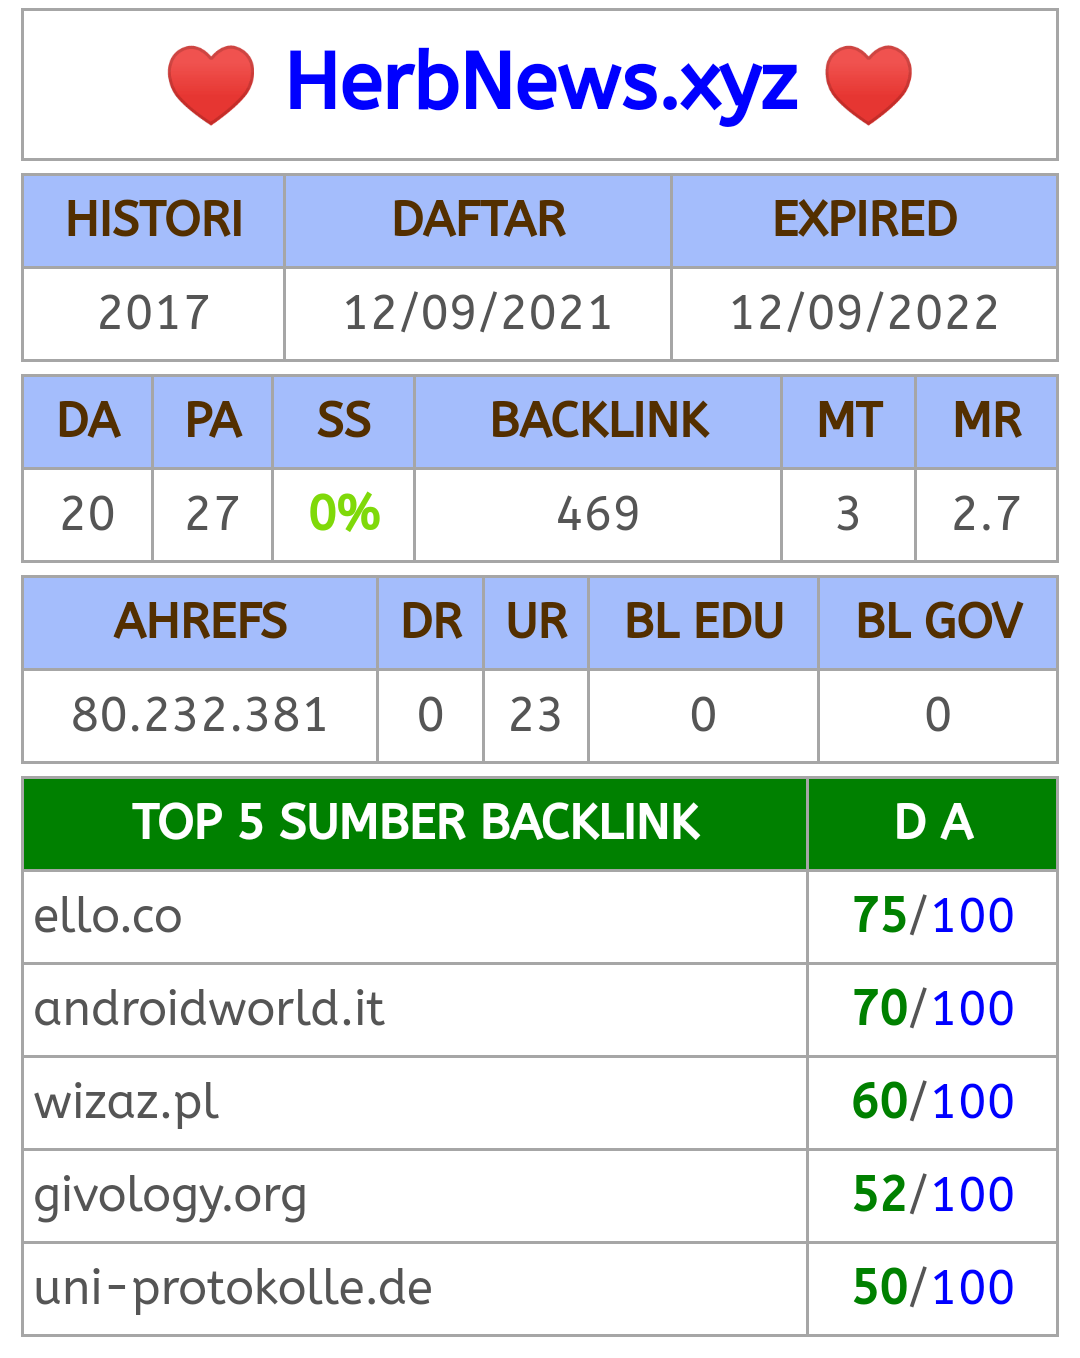 HerbNews.xyz
HISTORI DAFTAR EXPIRED
2017 12/09/2021 12/09/2022
DA PA SS BACKLINK MT MR
20 27 0% 469 3 2.7
AHREFS DR UR BL EDU BL GOV
80.232.381 0 23 0 0
TOP 5 SUMBER BACKLINK D A
ello.co 75/100
androidworld.it 70/100
wizaz.pl 60/100
givology.org 52/100
uni-protokolle.de 50/100